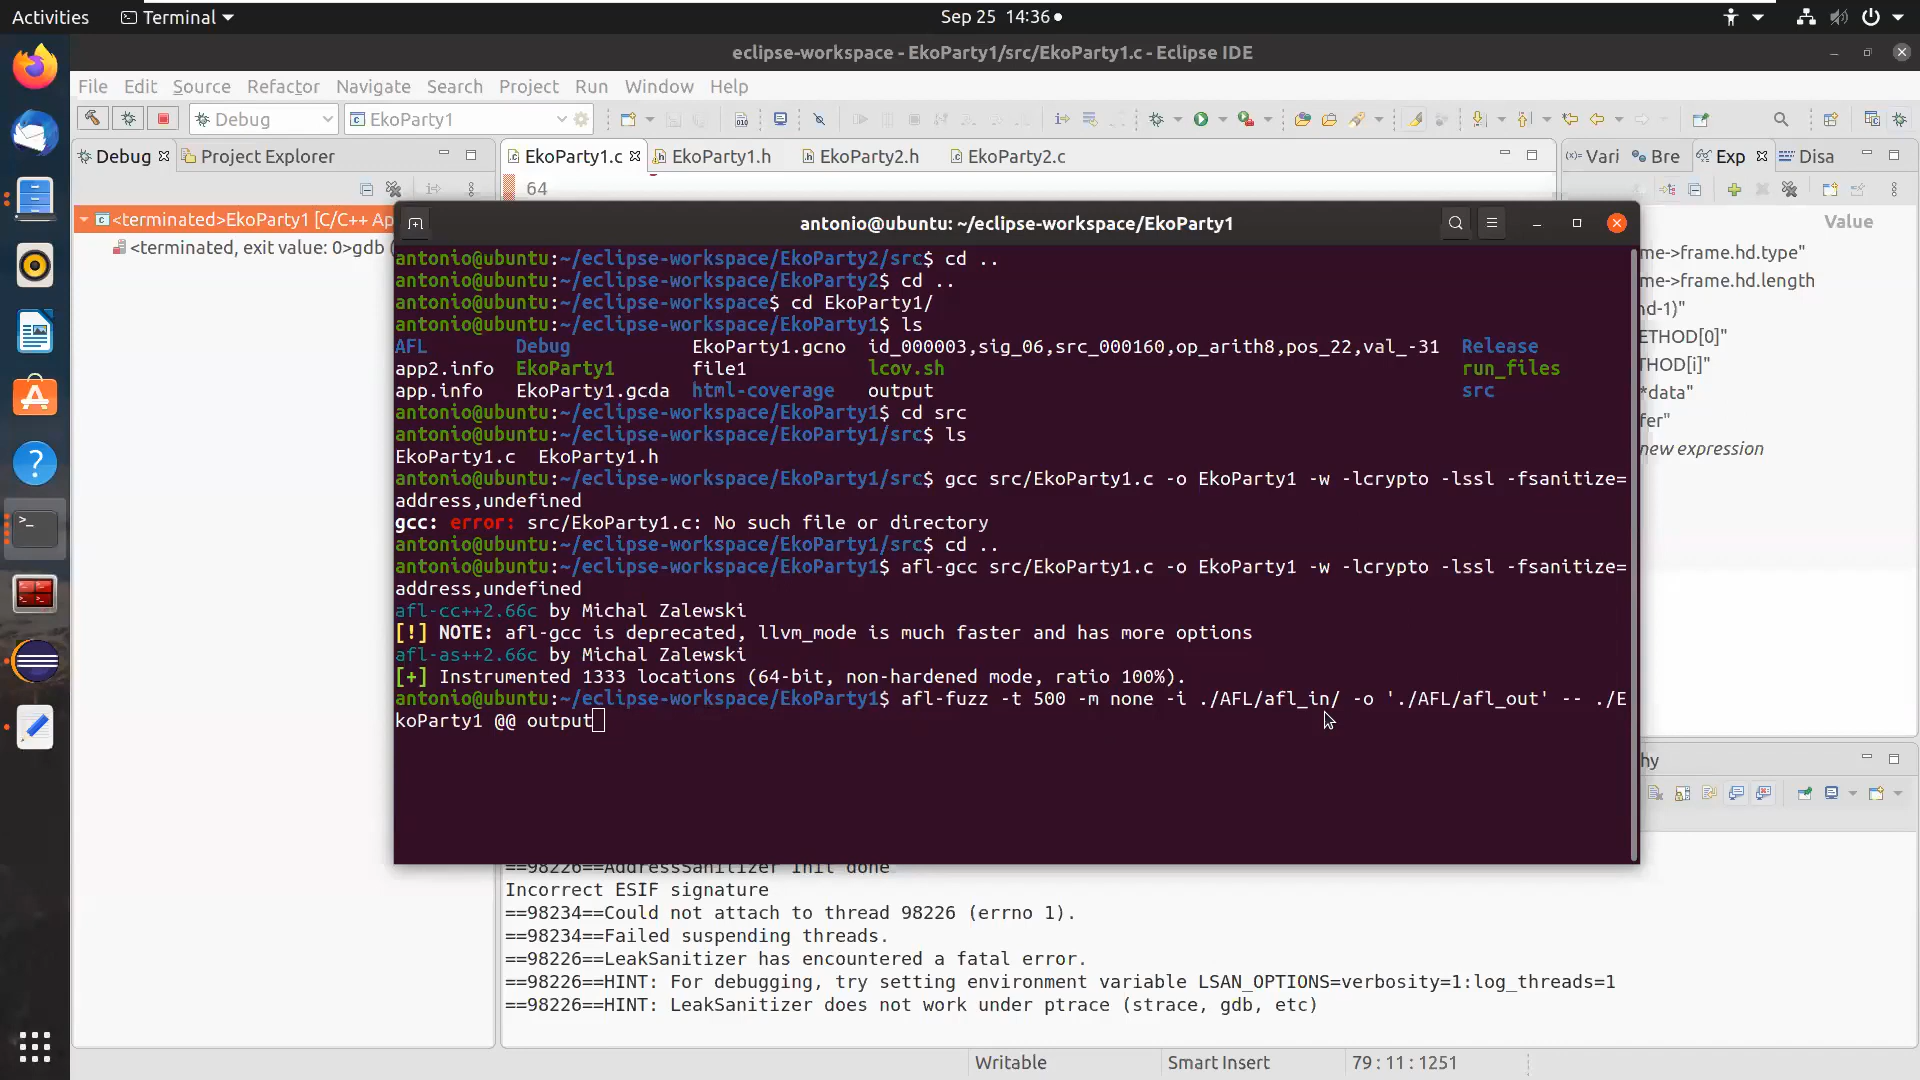 Activities Terminal Sep 25 14:36
eclipse-workspace - EkoParty1/src/EkoParty1.c - Eclipse IDE
File Edit Source Refactor Navigate Search Project Run Window Help
Debug EkoParty1
Debug Project Explorer EkoParty1.c EkoParty1.h EkoParty2.h EkoParty2.c Vari Bre Exp Disa
64
<terminated>EkoParty1 [C/C++ Ap
<terminated, exit value: 0>gdb (
Value
me->frame.hd.type"
me->frame.hd.length
nd-1)"
ETHOD[0]"
THOD[i]"
*data"
fer"
new expression
antonio@ubuntu: ~/eclipse-workspace/EkoParty1
antonio@ubuntu:~/eclipse-workspace/EkoParty2/src$ cd ..
antonio@ubuntu:~/eclipse-workspace/EkoParty2$ cd ..
antonio@ubuntu:~/eclipse-workspace$ cd EkoParty1/
antonio@ubuntu:~/eclipse-workspace/EkoParty1$ ls
AFL Debug EkoParty1.gcno id_000003,sig_06,src_000160,op_arith8,pos_22,val_-31 Release
app2.info EkoParty1 file1 lcov.sh run_files
app.info EkoParty1.gcda html-coverage output src
antonio@ubuntu:~/eclipse-workspace/EkoParty1$ cd src
antonio@ubuntu:~/eclipse-workspace/EkoParty1/src$ ls
EkoParty1.c EkoParty1.h
antonio@ubuntu:~/eclipse-workspace/EkoParty1/src$ gcc src/EkoParty1.c -o EkoParty1 -w -lcrypto -lssl -fsanitize=
address,undefined
gcc: error: src/EkoParty1.c: No such file or directory
antonio@ubuntu:~/eclipse-workspace/EkoParty1/src$ cd ..
antonio@ubuntu:~/eclipse-workspace/EkoParty1$ afl-gcc src/EkoParty1.c -o EkoParty1 -w -lcrypto -lssl -fsanitize=
address,undefined
afl-cc++2.66c by Michal Zalewski
[!] NOTE: afl-gcc is deprecated, llvm_mode is much faster and has more options
afl-as++2.66c by Michal Zalewski
[+] Instrumented 1333 locations (64-bit, non-hardened mode, ratio 100%).
antonio@ubuntu:~/eclipse-workspace/EkoParty1$ afl-fuzz -t 500 -m none -i ./AFL/afl_in/ -o './AFL/afl_out' -- ./E
koParty1 @@ output
hy
==98226==AddressSanitizer Init done
Incorrect ESIF signature
==98234==Could not attach to thread 98226 (errno 1).
==98234==Failed suspending threads.
==98226==LeakSanitizer has encountered a fatal error.
==98226==HINT: For debugging, try setting environment variable LSAN_OPTIONS=verbosity=1:log_threads=1
==98226==HINT: LeakSanitizer does not work under ptrace (strace, gdb, etc)
Writable Smart Insert 79 : 11 : 1251